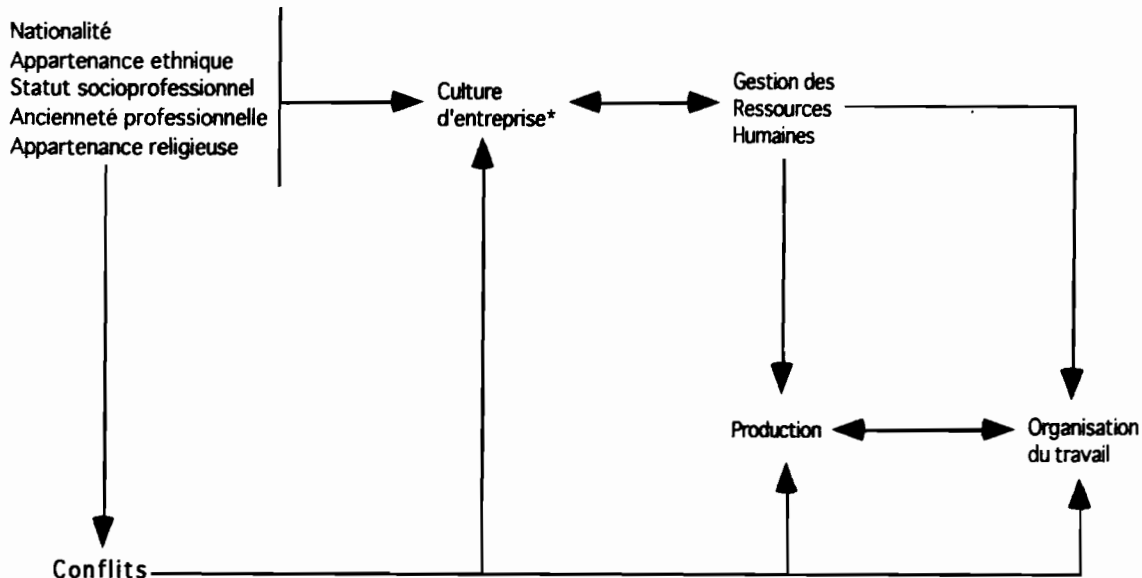 Nationalité
Appartenance ethnique
Statut socioprofessionnel
Ancienneté professionnelle
Appartenance religieuse
Culture
d'entreprise*
Gestion des
Ressources
Humaines
Production
Organisation
du travail
Conflits